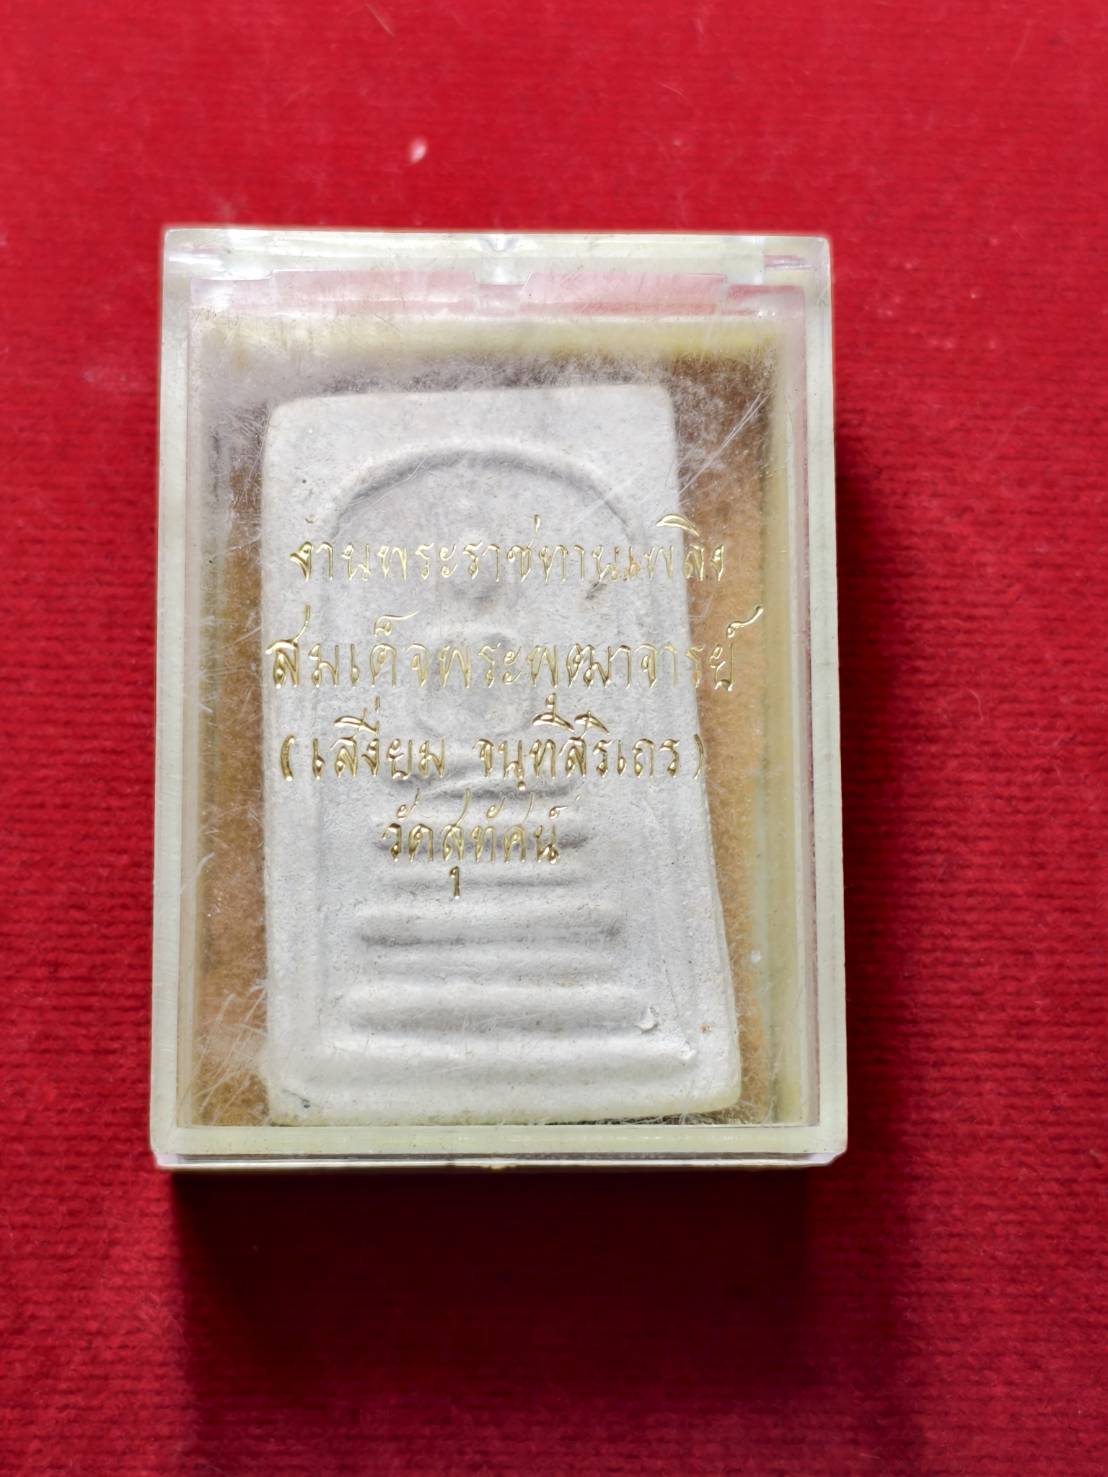 งานพระราชทานเพลิง
สมเด็จพระพุฒาจารย์
(เสงี่ยม จนฺทสิริเถร)
วัดสุทัศน์